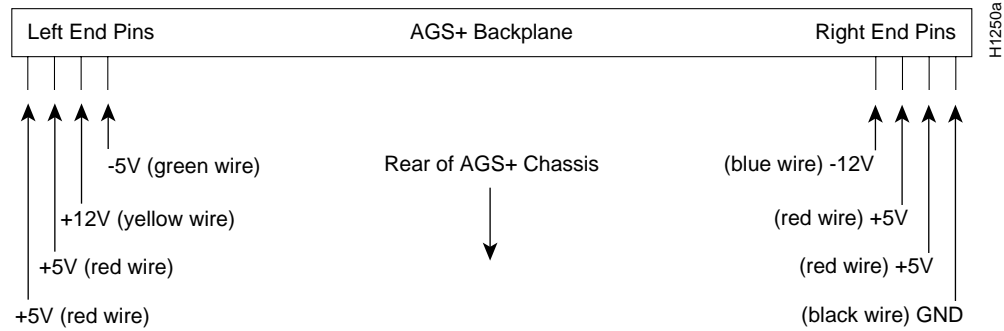 Left End Pins AGS+ Backplane Right End Pins
H1250a
-5V (green wire) Rear of AGS+ Chassis (blue wire) -12V
+12V (yellow wire) (red wire) +5V
+5V (red wire) (red wire) +5V
+5V (red wire) (black wire) GND